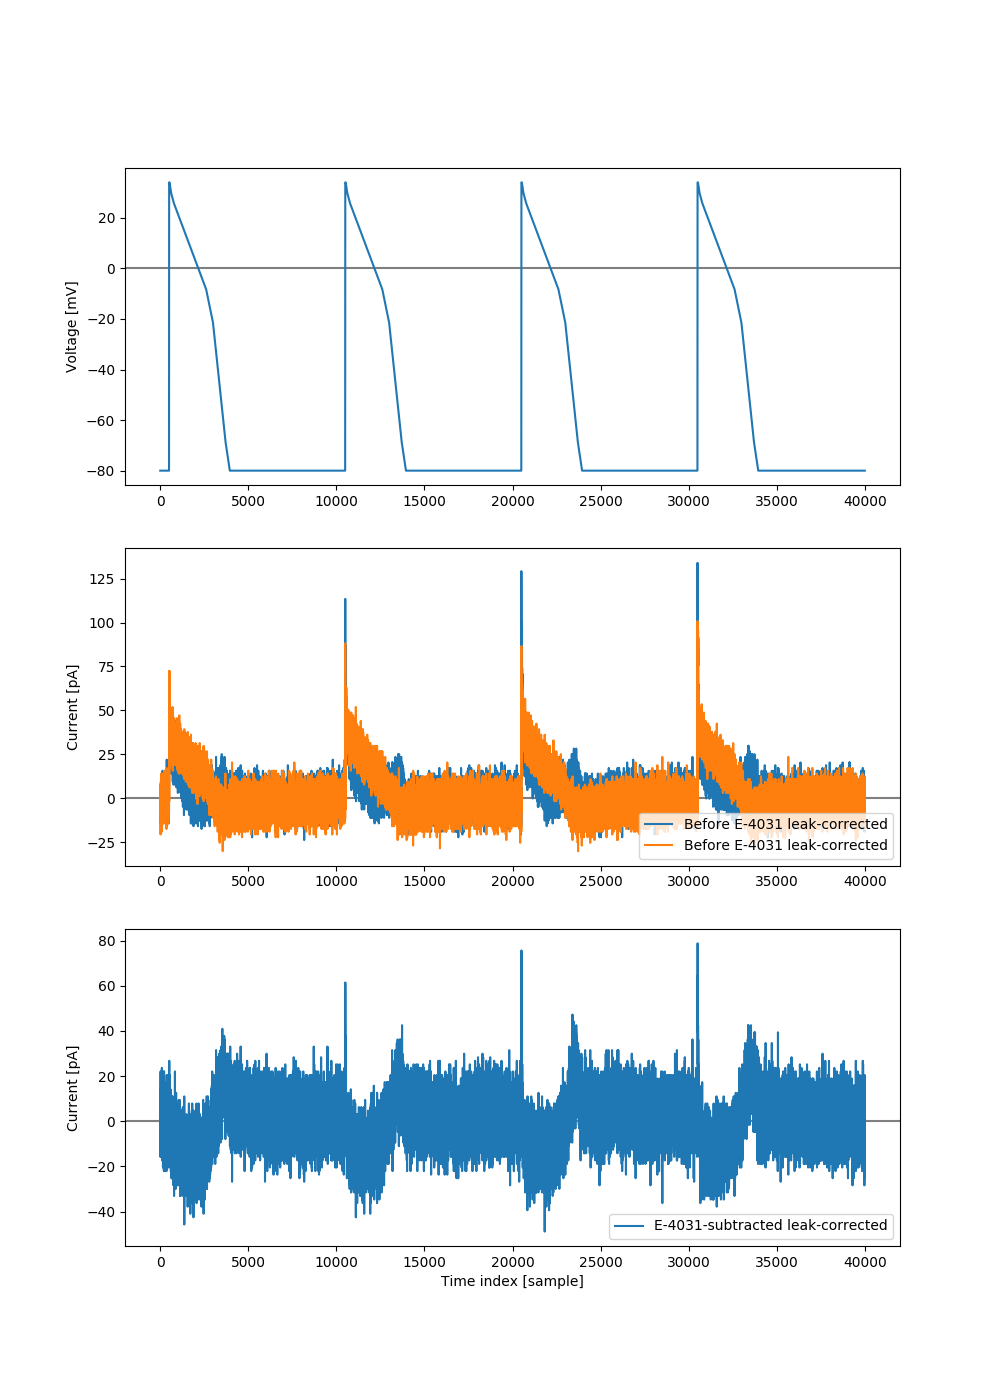 20
0
−20
−40
−60
−80
Voltage [mV]
0 5000 10000 15000 20000 25000 30000 35000 40000
125
100
75
50
25
0
−25
Current [pA]
Before E-4031 leak-corrected
Before E-4031 leak-corrected
0 5000 10000 15000 20000 25000 30000 35000 40000
80
60
40
20
0
−20
−40
Current [pA]
E-4031-subtracted leak-corrected
0 5000 10000 15000 20000 25000 30000 35000 40000
Time index [sample]